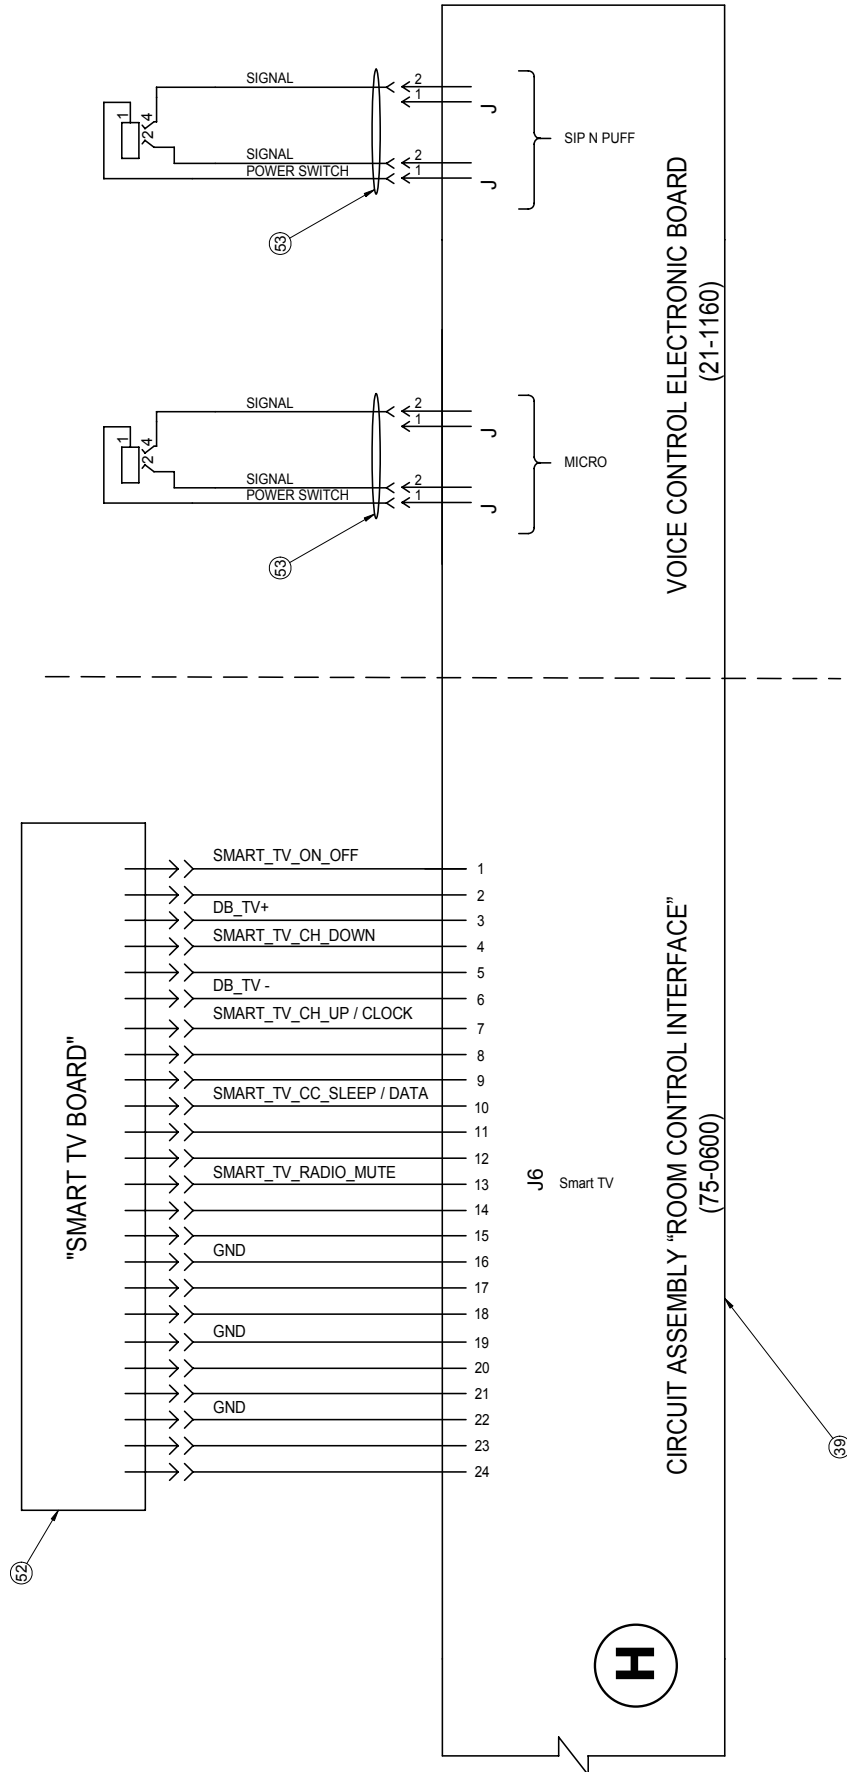 SIGNAL
2
1
1
2 4
J
SIP N PUFF
SIGNAL
2
POWER SWITCH
1
J
53
VOICE CONTROL ELECTRONIC BOARD
(21-1160)
SIGNAL
2
1
1
2 4
J
MICRO
SIGNAL
2
POWER SWITCH
1
J
53
"SMART TV BOARD"
SMART_TV_ON_OFF
1
2
DB_TV+
3
SMART_TV_CH_DOWN
4
5
DB_TV -
6
SMART_TV_CH_UP / CLOCK
7
8
9
SMART_TV_CC_SLEEP / DATA
10
11
12
SMART_TV_RADIO_MUTE
13
14
15
GND
16
17
18
GND
19
20
21
GND
22
23
24
J6
Smart TV
CIRCUIT ASSEMBLY “ROOM CONTROL INTERFACE”
(75-0600)
39
52
H